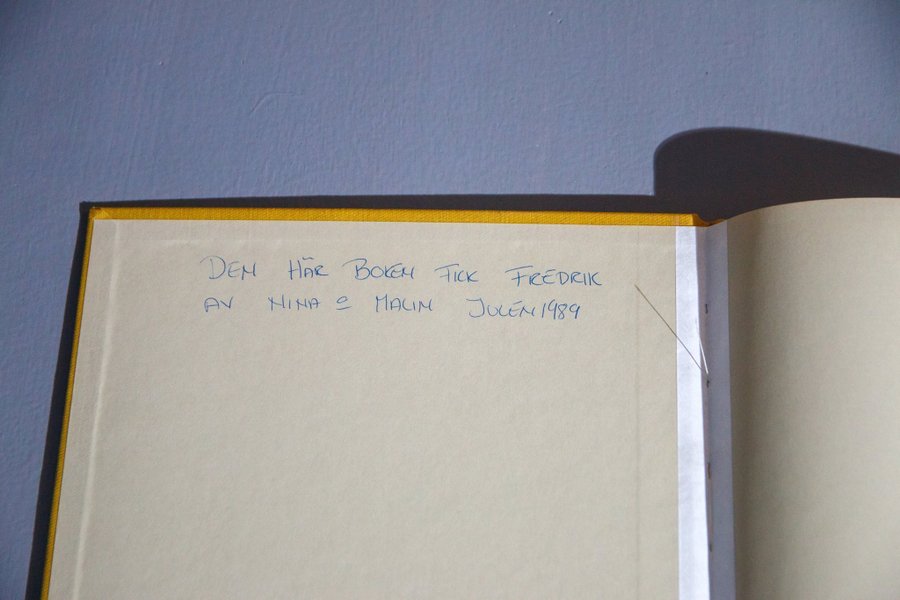 DEN HÄR BOKEN FICK FREDRIK
AV NINA o MALIN JULEN 1989